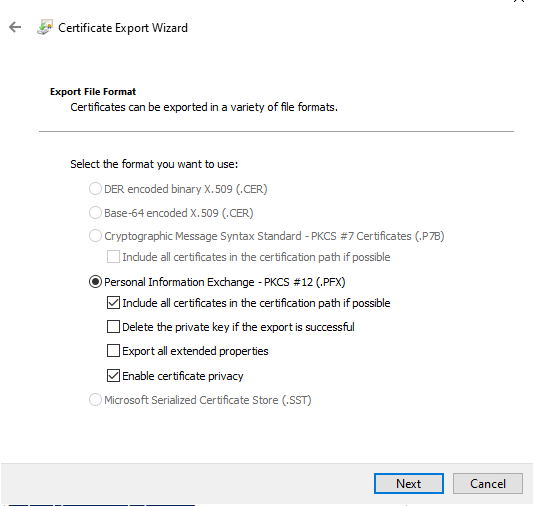 Certificate Export Wizard
Export File Format
Certificates can be exported in a variety of file formats.
Select the format you want to use:
DER encoded binary X.509 (.CER)
Base-64 encoded X.509 (.CER)
Cryptographic Message Syntax Standard - PKCS #7 Certificates (.P7B)
Include all certificates in the certification path if possible
Personal Information Exchange - PKCS #12 (.PFX)
Include all certificates in the certification path if possible
Delete the private key if the export is successful
Export all extended properties
Enable certificate privacy
Microsoft Serialized Certificate Store (.SST)
Next
Cancel